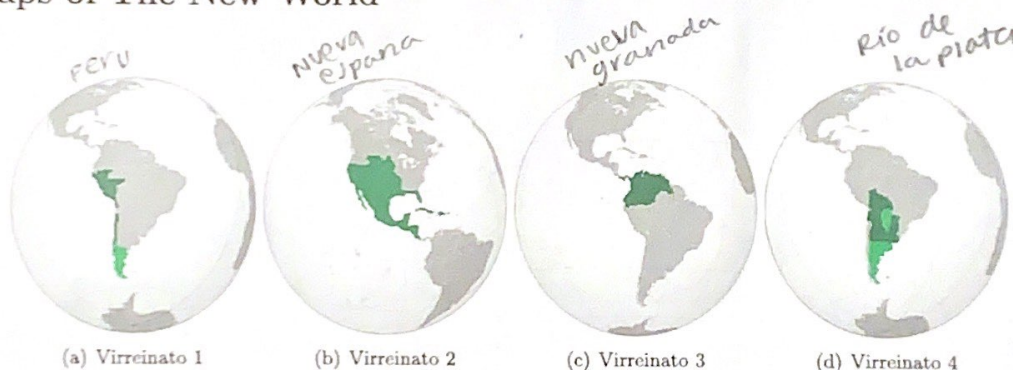 aps of The New World
Peru
Nueva
españa
nueva
granada
Río de
la plata
(a) Virreinato 1
(b) Virreinato 2
(c) Virreinato 3
(d) Virreinato 4